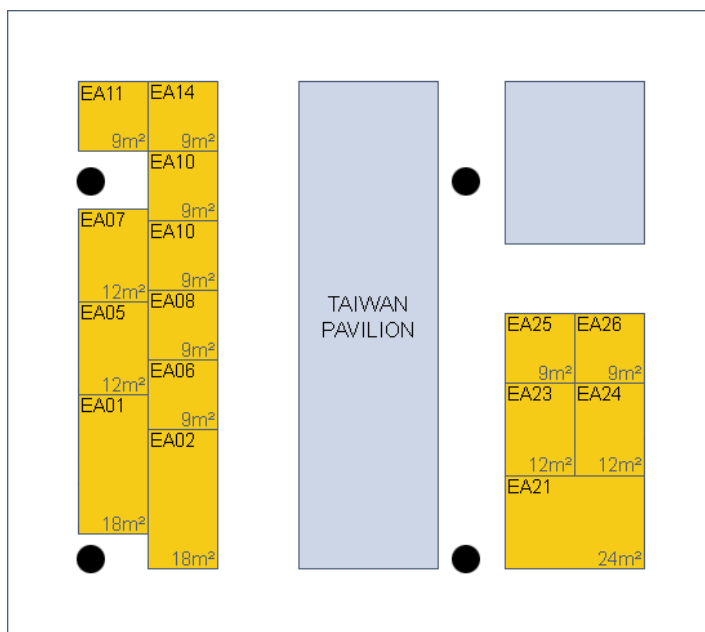 EA11
9m²
EA14
9m²
EA10
9m²
EA07
12m²
EA10
9m²
EA08
9m²
EA05
12m²
EA06
9m²
EA01
18m²
EA02
18m²
TAIWAN
PAVILION
EA25
9m²
EA26
9m²
EA23
12m²
EA24
12m²
EA21
24m²